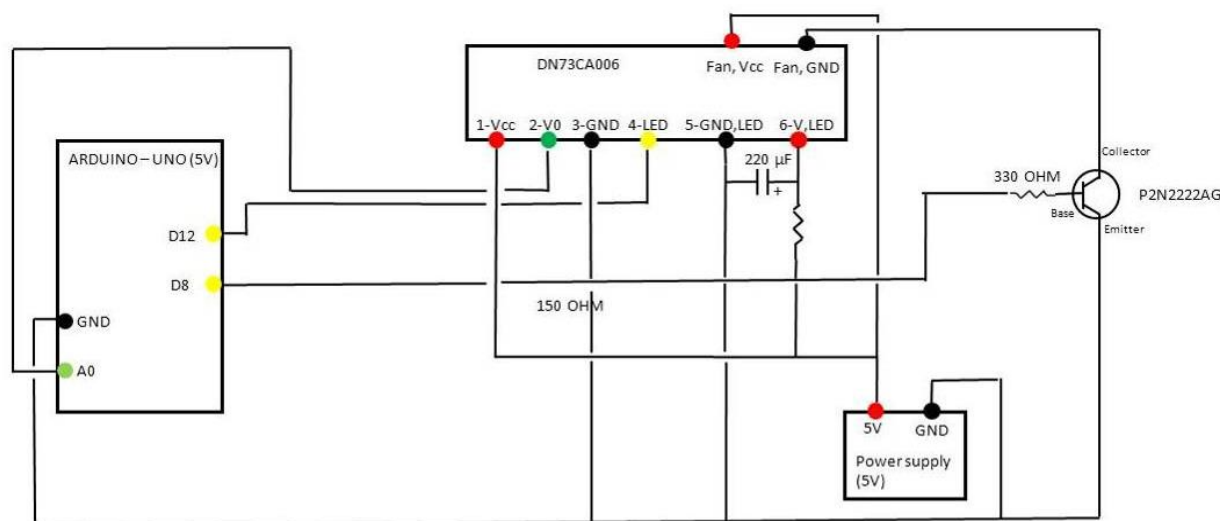 DN73CA006
Fan, Vcc
Fan, GND
1-Vcc
2-V0
3-GND
4-LED
5-GND,LED
6-V,LED
ARDUINO – UNO (5V)
D12
D8
GND
A0
220 µF
+
150 OHM
330 OHM
Collector
Base
Emitter
P2N2222AG
5V
GND
Power supply
(5V)